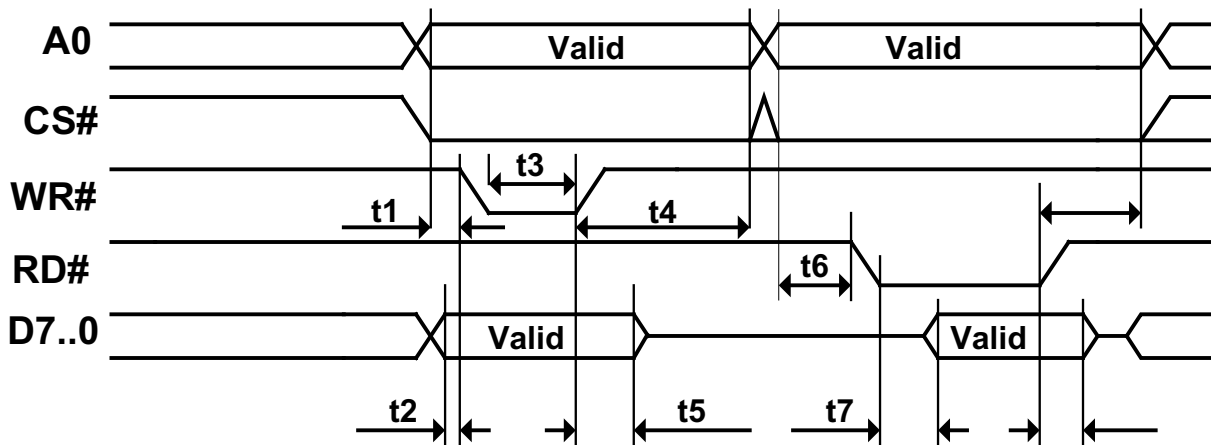 A0 Valid Valid
CS#
WR# t3
t1 t4
RD# t6
D7..0 Valid Valid
t2 t5 t7